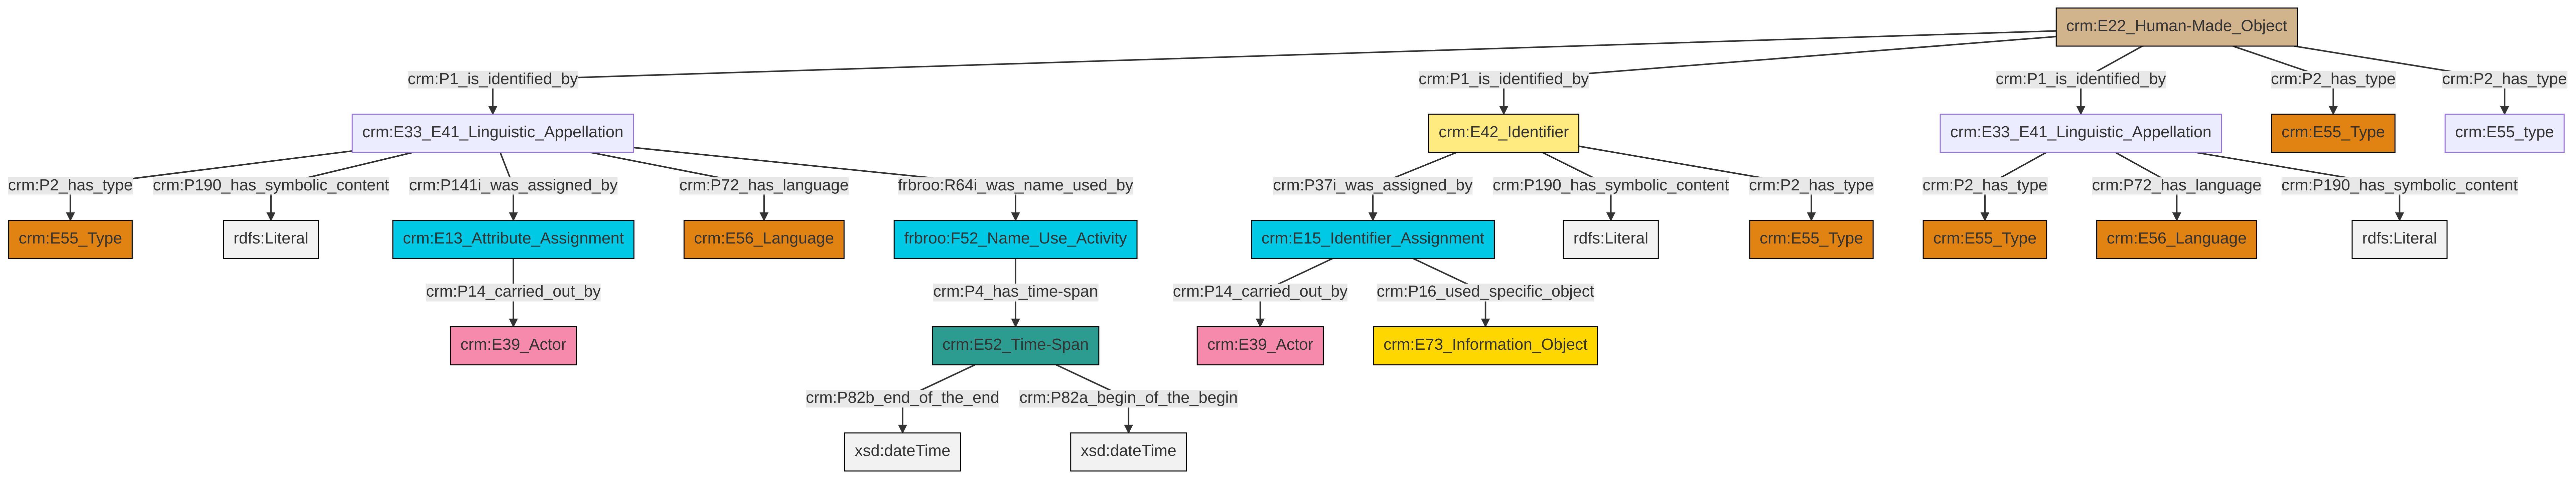 crm:E22_Human-Made_Object
crm:P1_is_identified_by
crm:P1_is_identified_by
crm:P1_is_identified_by
crm:P2_has_type
crm:P2_has_type
crm:E33_E41_Linguistic_Appellation
crm:E42_Identifier
crm:E33_E41_Linguistic_Appellation
crm:E55_Type
crm:E55_type
crm:P2_has_type
crm:P190_has_symbolic_content
crm:P141i_was_assigned_by
crm:P72_has_language
frbroo:R64i_was_name_used_by
crm:P37i_was_assigned_by
crm:P190_has_symbolic_content
crm:P2_has_type
crm:P2_has_type
crm:P72_has_language
crm:P190_has_symbolic_content
crm:E55_Type
rdfs:Literal
crm:E13_Attribute_Assignment
crm:E56_Language
frbroo:F52_Name_Use_Activity
crm:E15_Identifier_Assignment
rdfs:Literal
crm:E55_Type
crm:E55_Type
crm:E56_Language
rdfs:Literal
crm:P14_carried_out_by
crm:P4_has_time-span
crm:P14_carried_out_by
crm:P16_used_specific_object
crm:E39_Actor
crm:E52_Time-Span
crm:E39_Actor
crm:E73_Information_Object
crm:P82b_end_of_the_end
crm:P82a_begin_of_the_begin
xsd:dateTime
xsd:dateTime